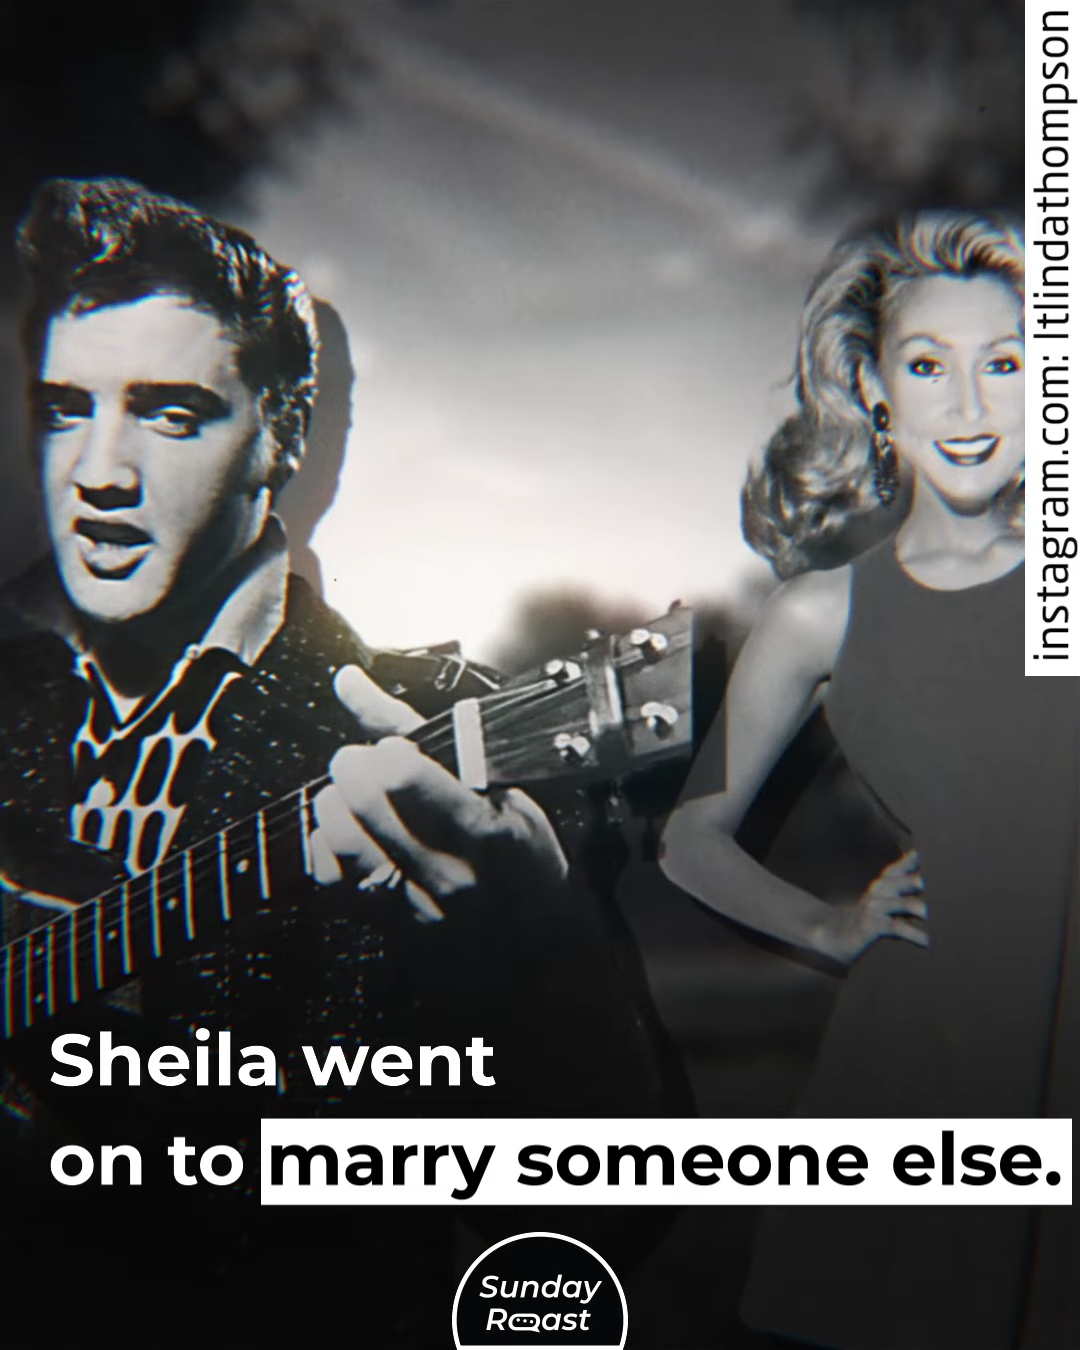 instagram.com: ltlindathompson
Sheila went
on to marry someone else.
Sunday
Roast